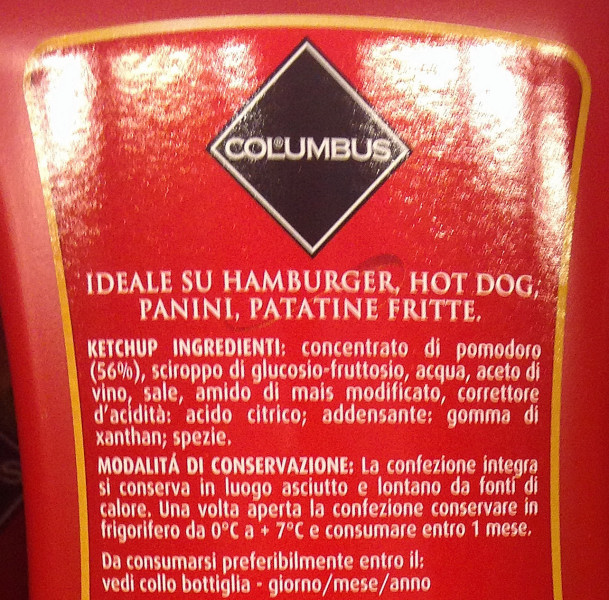 COLUMBUS
IDEALE SU HAMBURGER, HOT DOG,
PANINI, PATATINE FRITTE.
KETCHUP INGREDIENTI: concentrato di pomodoro
(56%), sciroppo di glucosio-fruttosio, acqua, aceto di
vino, sale, amido di mais modificato, correttore
d'acidità: acido citrico; addensante: gomma di
xanthan; spezie.
MODALITÁ DI CONSERVAZIONE: La confezione integra
si conserva in luogo asciutto e lontano da fonti di
calore. Una volta aperta la confezione conservare in
frigorifero da 0°C a + 7°C e consumare entro 1 mese.
Da consumarsi preferibilmente entro il:
vedi collo bottiglia - giorno/mese/anno